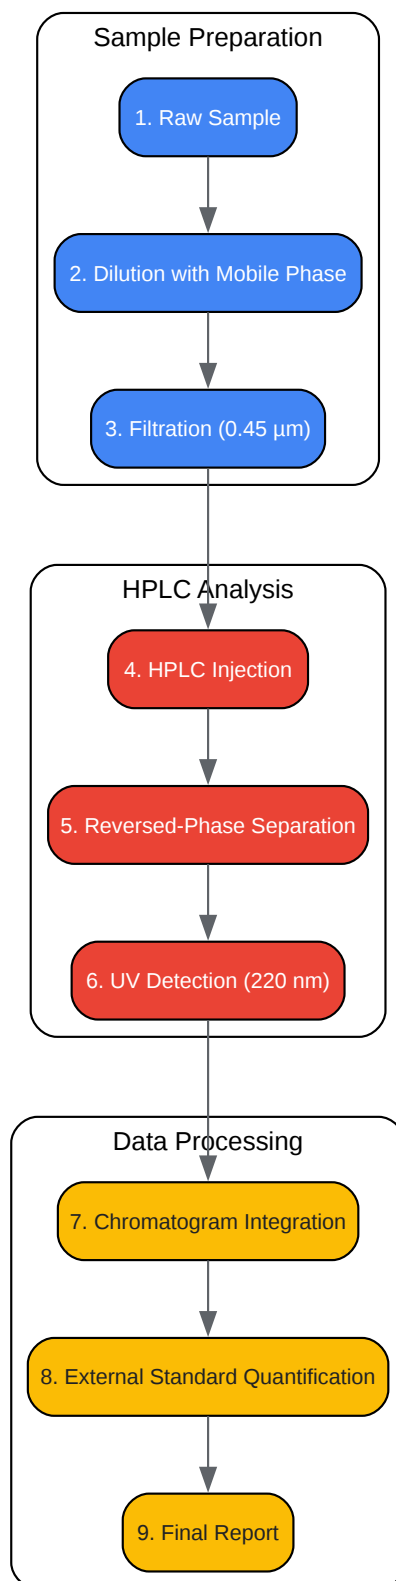 Sample Preparation
1. Raw Sample
2. Dilution with Mobile Phase
3. Filtration (0.45 µm)
HPLC Analysis
4. HPLC Injection
5. Reversed-Phase Separation
6. UV Detection (220 nm)
Data Processing
7. Chromatogram Integration
8. External Standard Quantification
9. Final Report